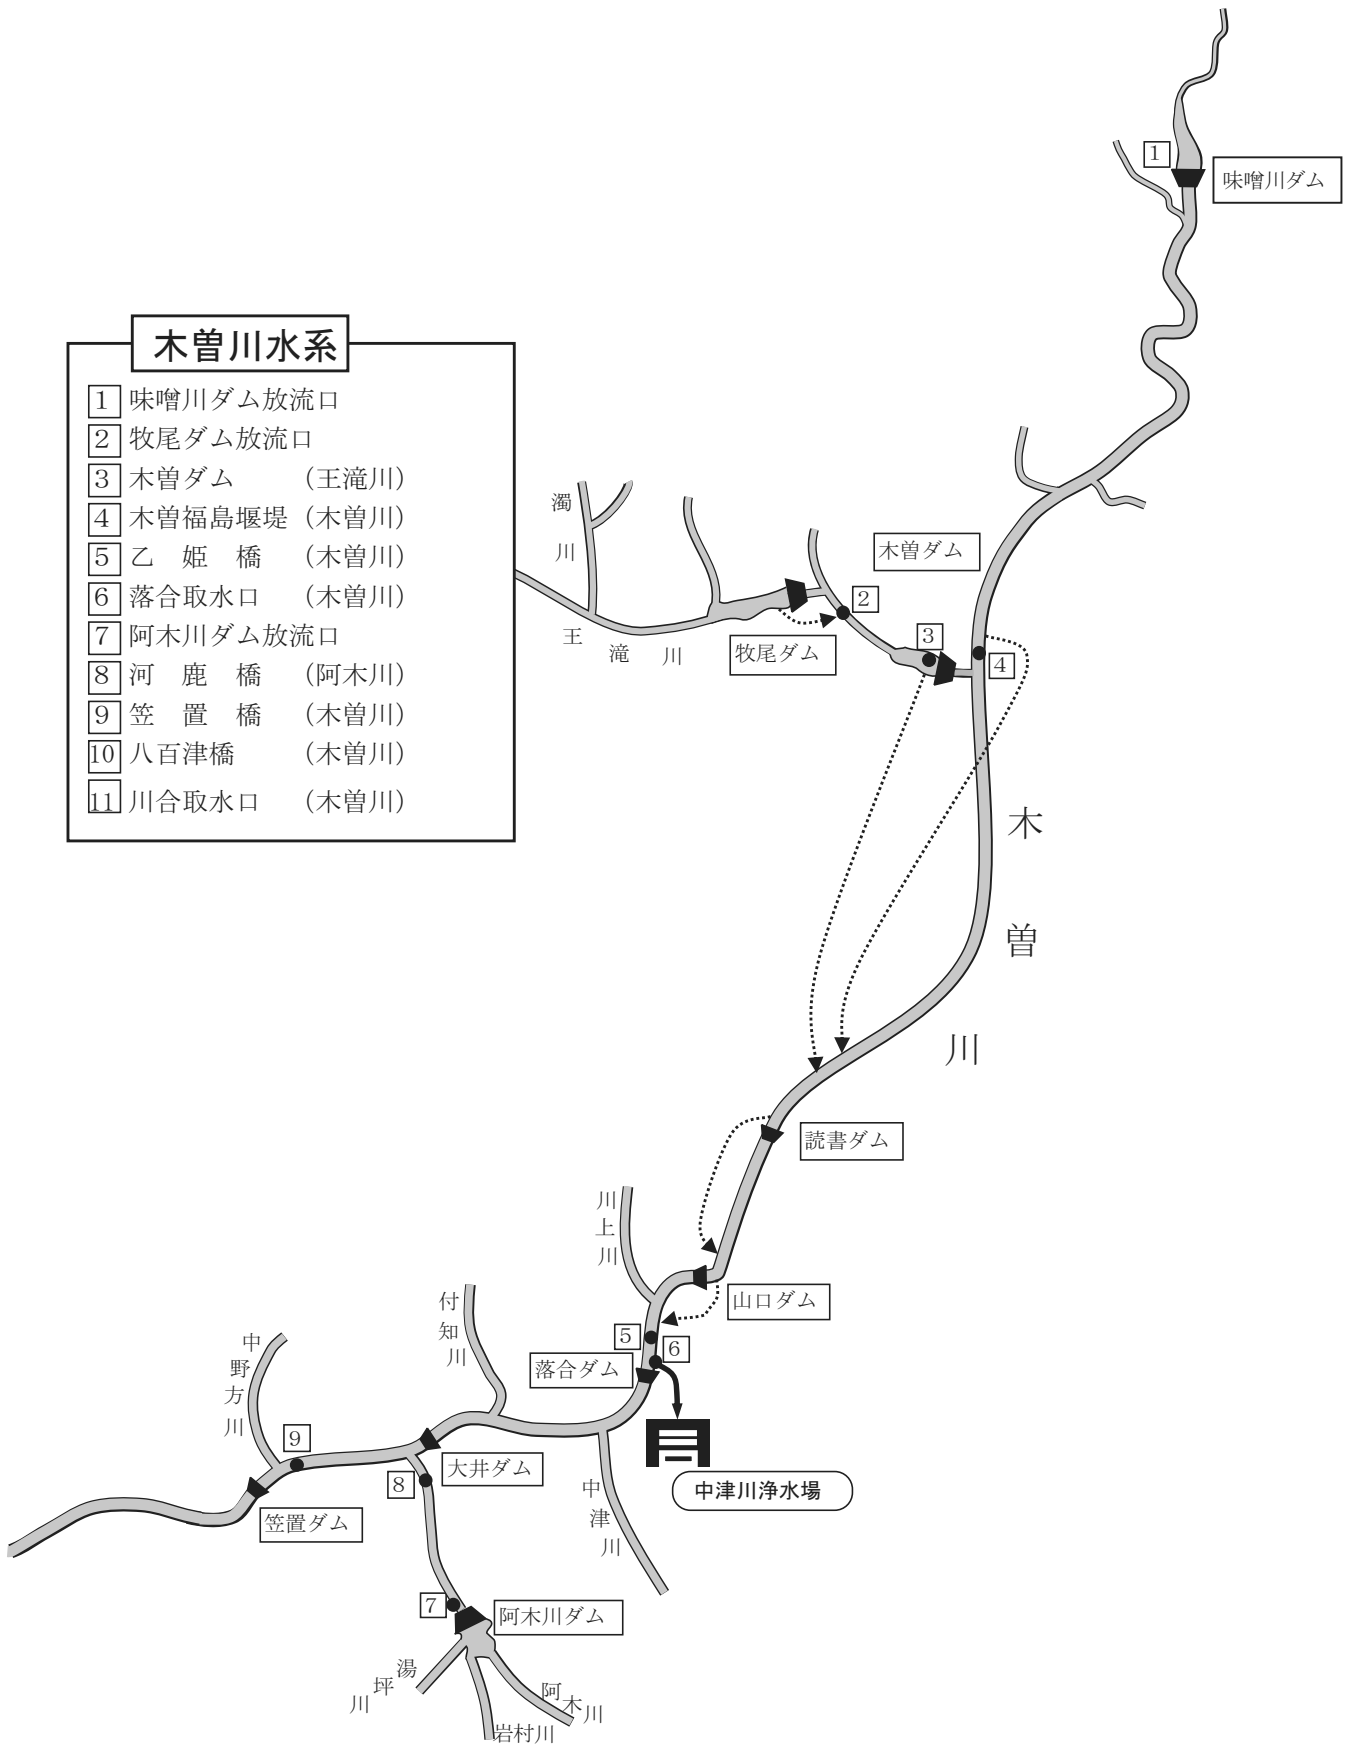 1
味噌川ダム
木曽川水系
1 味噌川ダム放流口
2 牧尾ダム放流口
3 木曽ダム （王滝川）
4 木曽福島堰堤（木曽川）
5 乙 姫 橋 （木曽川）
6 落合取水口 （木曽川）
7 阿木川ダム放流口
8 河 鹿 橋 （阿木川）
9 笠 置 橋 （木曽川）
10 八百津橋 （木曽川）
11 川合取水口 （木曽川）
濁川
木曽ダム
2
王滝川
牧尾ダム
3
4
木曽川
読書ダム
川上川
山口ダム
付知川
5
6
中野方川
落合ダム
9
大井ダム
8
中津川浄水場
中津川
笠置ダム
7
阿木川ダム
湯坪川
阿木川
岩村川